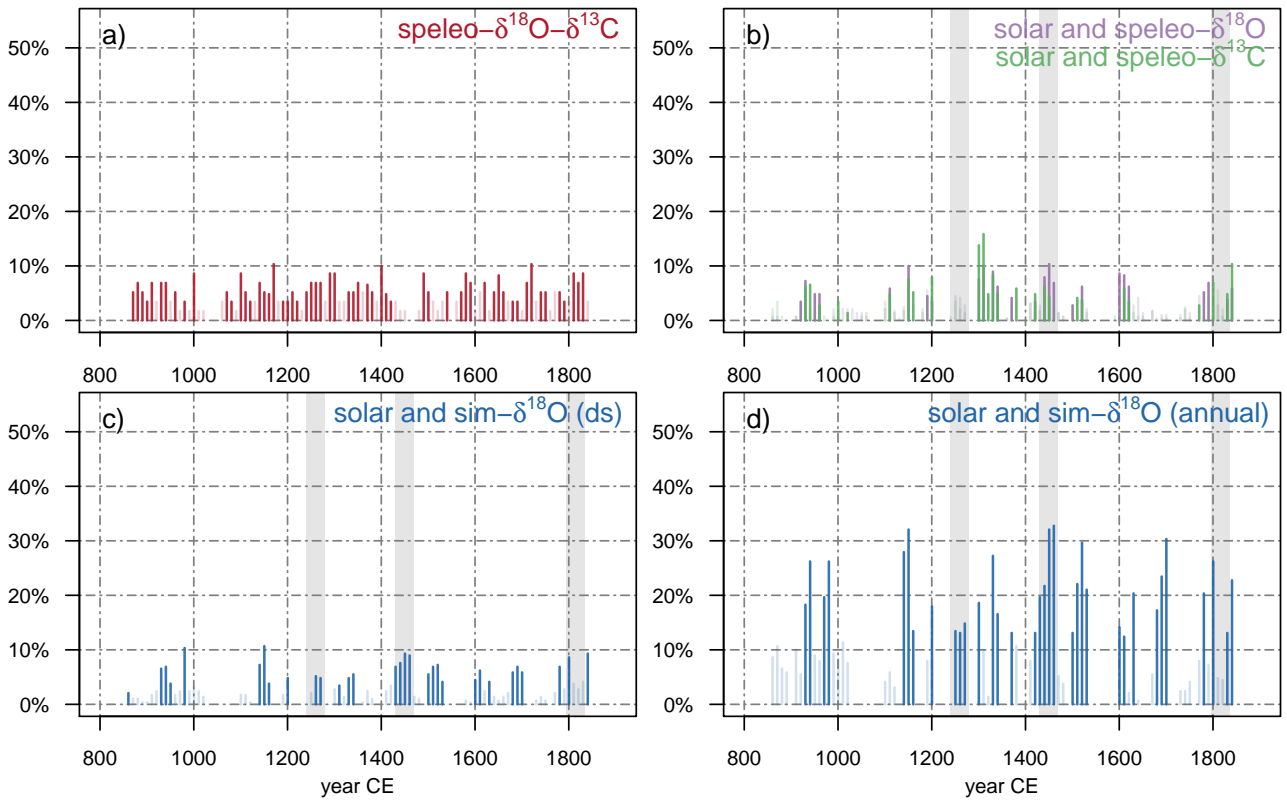 a)
speleo−δ¹⁸O−δ¹³C
50%
40%
30%
20%
10%
0%
800 1000 1200 1400 1600 1800
b)
solar and speleo−δ¹⁸O
solar and speleo−δ¹³C
50%
40%
30%
20%
10%
0%
800 1000 1200 1400 1600 1800
c)
solar and sim−δ¹⁸O (ds)
50%
40%
30%
20%
10%
0%
800 1000 1200 1400 1600 1800
year CE
d)
solar and sim−δ¹⁸O (annual)
50%
40%
30%
20%
10%
0%
800 1000 1200 1400 1600 1800
year CE